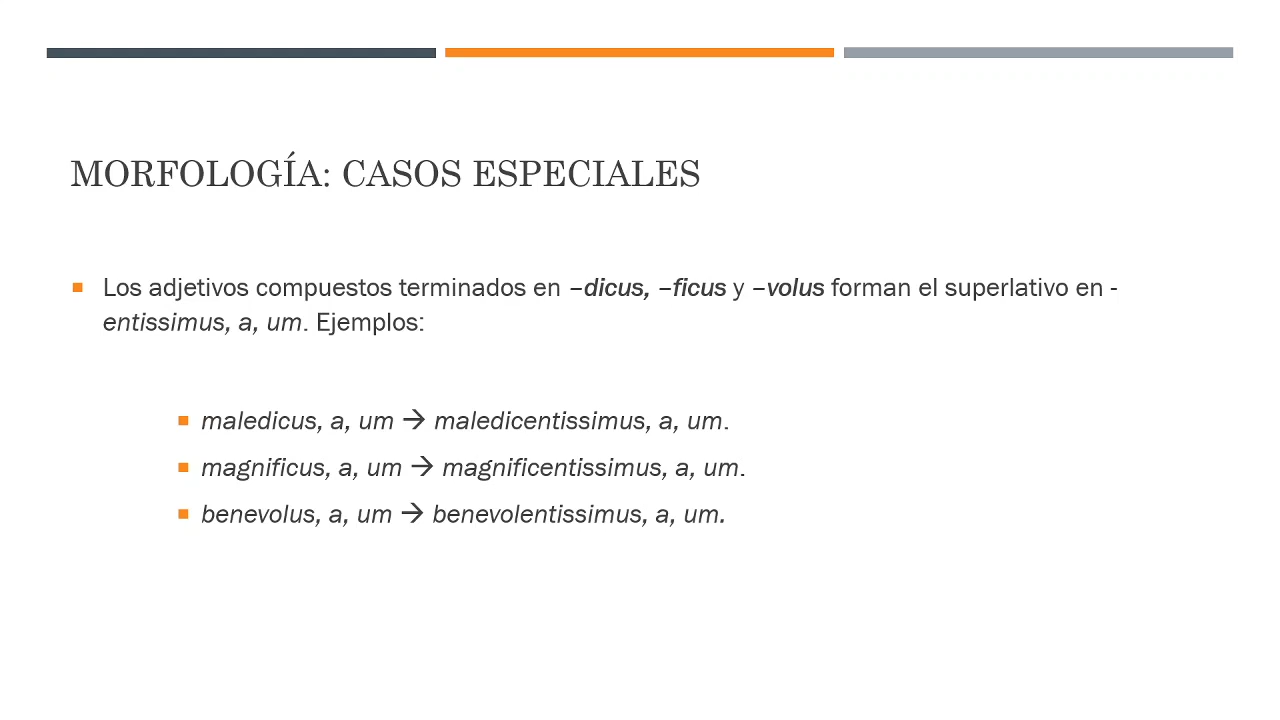 MORFOLOGÍA: CASOS ESPECIALES
Los adjetivos compuestos terminados en –dicus, –ficus y –volus forman el superlativo en -
entissimus, a, um. Ejemplos:
maledicus, a, um → maledicentissimus, a, um.
magnificus, a, um → magnificentissimus, a, um.
benevolus, a, um → benevolentissimus, a, um.